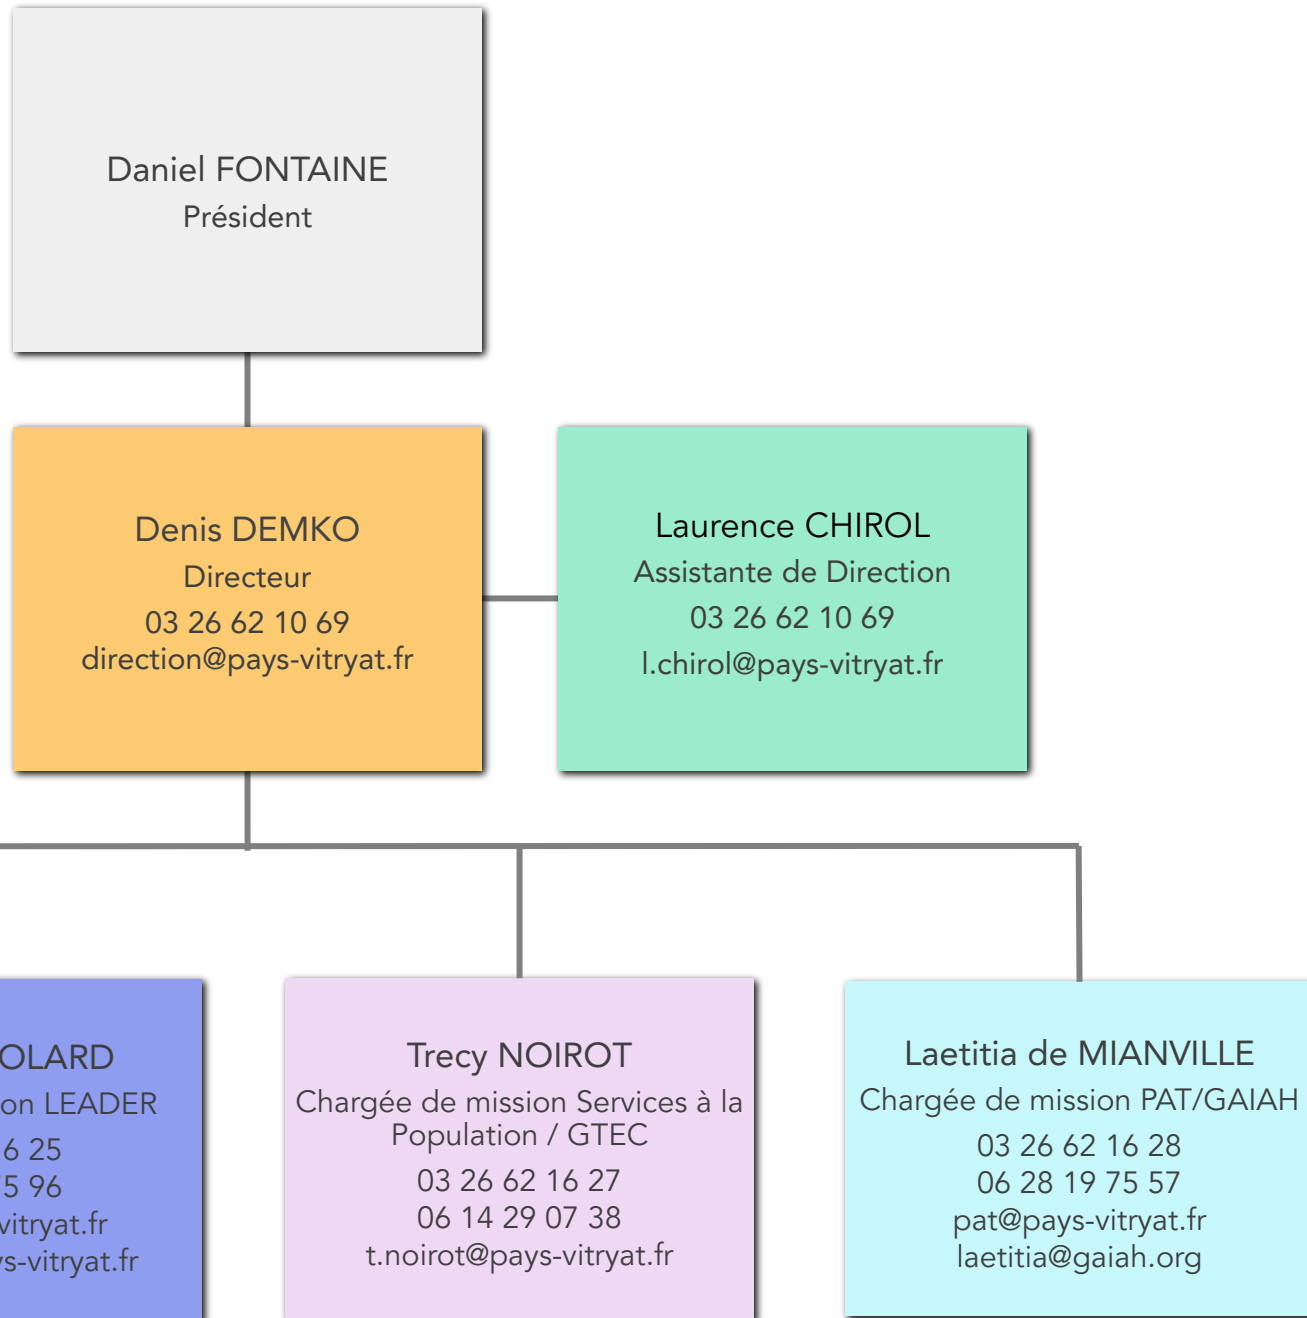 Daniel FONTAINE
Président
Denis DEMKO
Directeur
03 26 62 10 69
direction@pays-vitryat.fr
Laurence CHIROL
Assistante de Direction
03 26 62 10 69
l.chirol@pays-vitryat.fr
OLARD
on LEADER
6 25
5 96
vitryat.fr
s-vitryat.fr
Trecy NOIROT
Chargée de mission Services à la
Population / GTEC
03 26 62 16 27
06 14 29 07 38
t.noirot@pays-vitryat.fr
Laetitia de MIANVILLE
Chargée de mission PAT/GAIAH
03 26 62 16 28
06 28 19 75 57
pat@pays-vitryat.fr
laetitia@gaiah.org